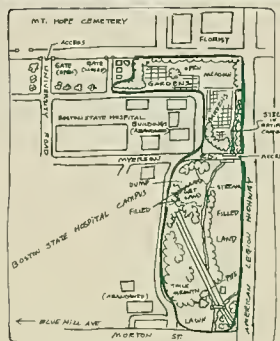 MT. HOPE CEMETERY
FLORIST
ACCESS
GATE
(OPEN)
GATE
OPEN
MEADOW
GARDENS
UNIVERSITY
ROAD
BOSTON STATE HOSPITAL
BUILDINGS
(ABANDONED)
MYERSON
ACCESS
DUMP
WET
LAND
STREAM
FILLED
FILLED
LAND
BOSTON STATE HOSPITAL CAMPUS
AMERICAN LEGION HIGHWAY
(ABANDONED)
LAWN
BLUE HILL AVE
MORTON ST.